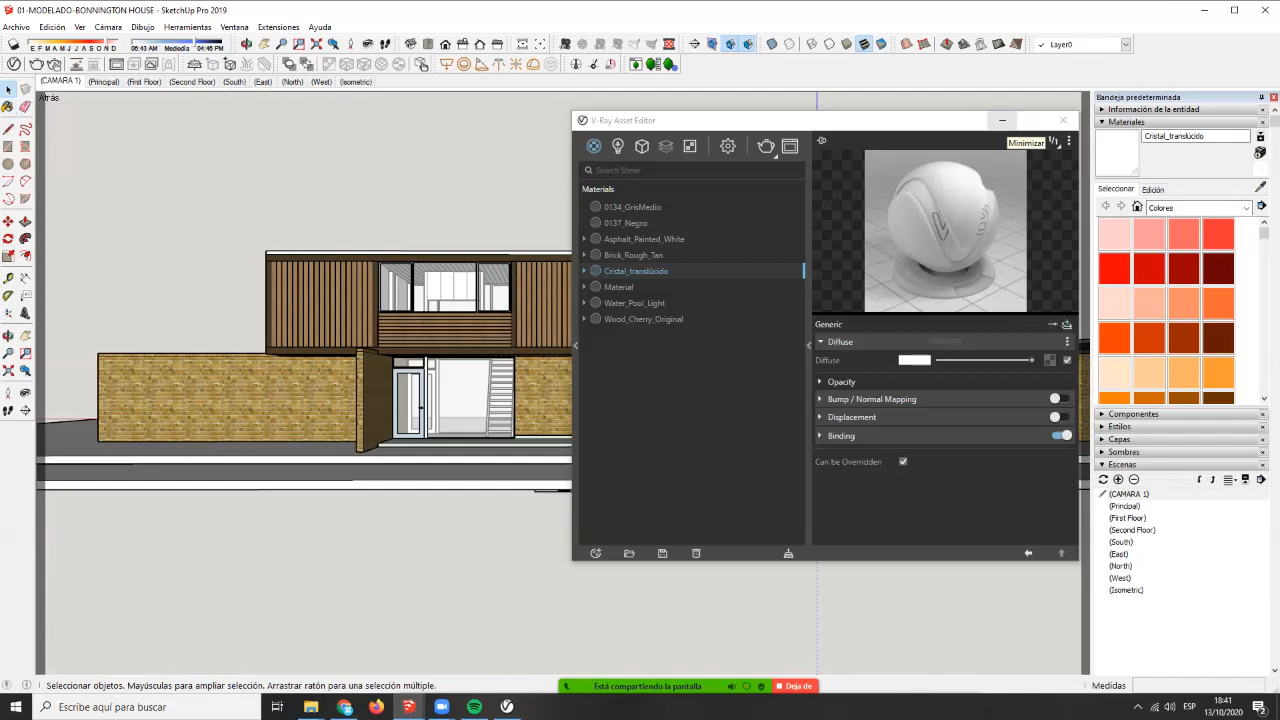 01-MODELADO-BONNINGTON HOUSE* - SketchUp Pro 2019
Archivo Edición Ver Cámara Dibujo Herramientas Ventana Extensiones Ayuda
E F M A M J J A S O N D
06:43 AM Mediodía 04:46 PM
Layer0
(CAMARA 1) (Principal) (First Floor) (Second Floor) (South) (East) (North) (West) (Isometric)
Atrás
V-Ray Asset Editor
Minimizar
Search Scene
Materials
0134_GrisMedio
0137_Negro
Asphalt_Painted_White
Brick_Rough_Tan
Cristal_translúcido
Material
Water_Pool_Light
Wood_Cherry_Original
Generic
Diffuse
Diffuse
Opacity
Bump / Normal Mapping
Displacement
Binding
Can be Overridden
Bandeja predeterminada
Información de la entidad
Materiales
Cristal_translúcido
Seleccionar Edición
Colores
Componentes
Estilos
Capas
Sombras
Escenas
(CAMARA 1)
(Principal)
(First Floor)
(Second Floor)
(South)
(East)
(North)
(West)
(Isometric)
Seleccionar objetos. Mayúsculas para ampliar selección. Arrastrar ratón para una selección múltiple.
Está compartiendo la pantalla
Deja de
Medidas
Escribe aquí para buscar
ESP
18:41
13/10/2020
2